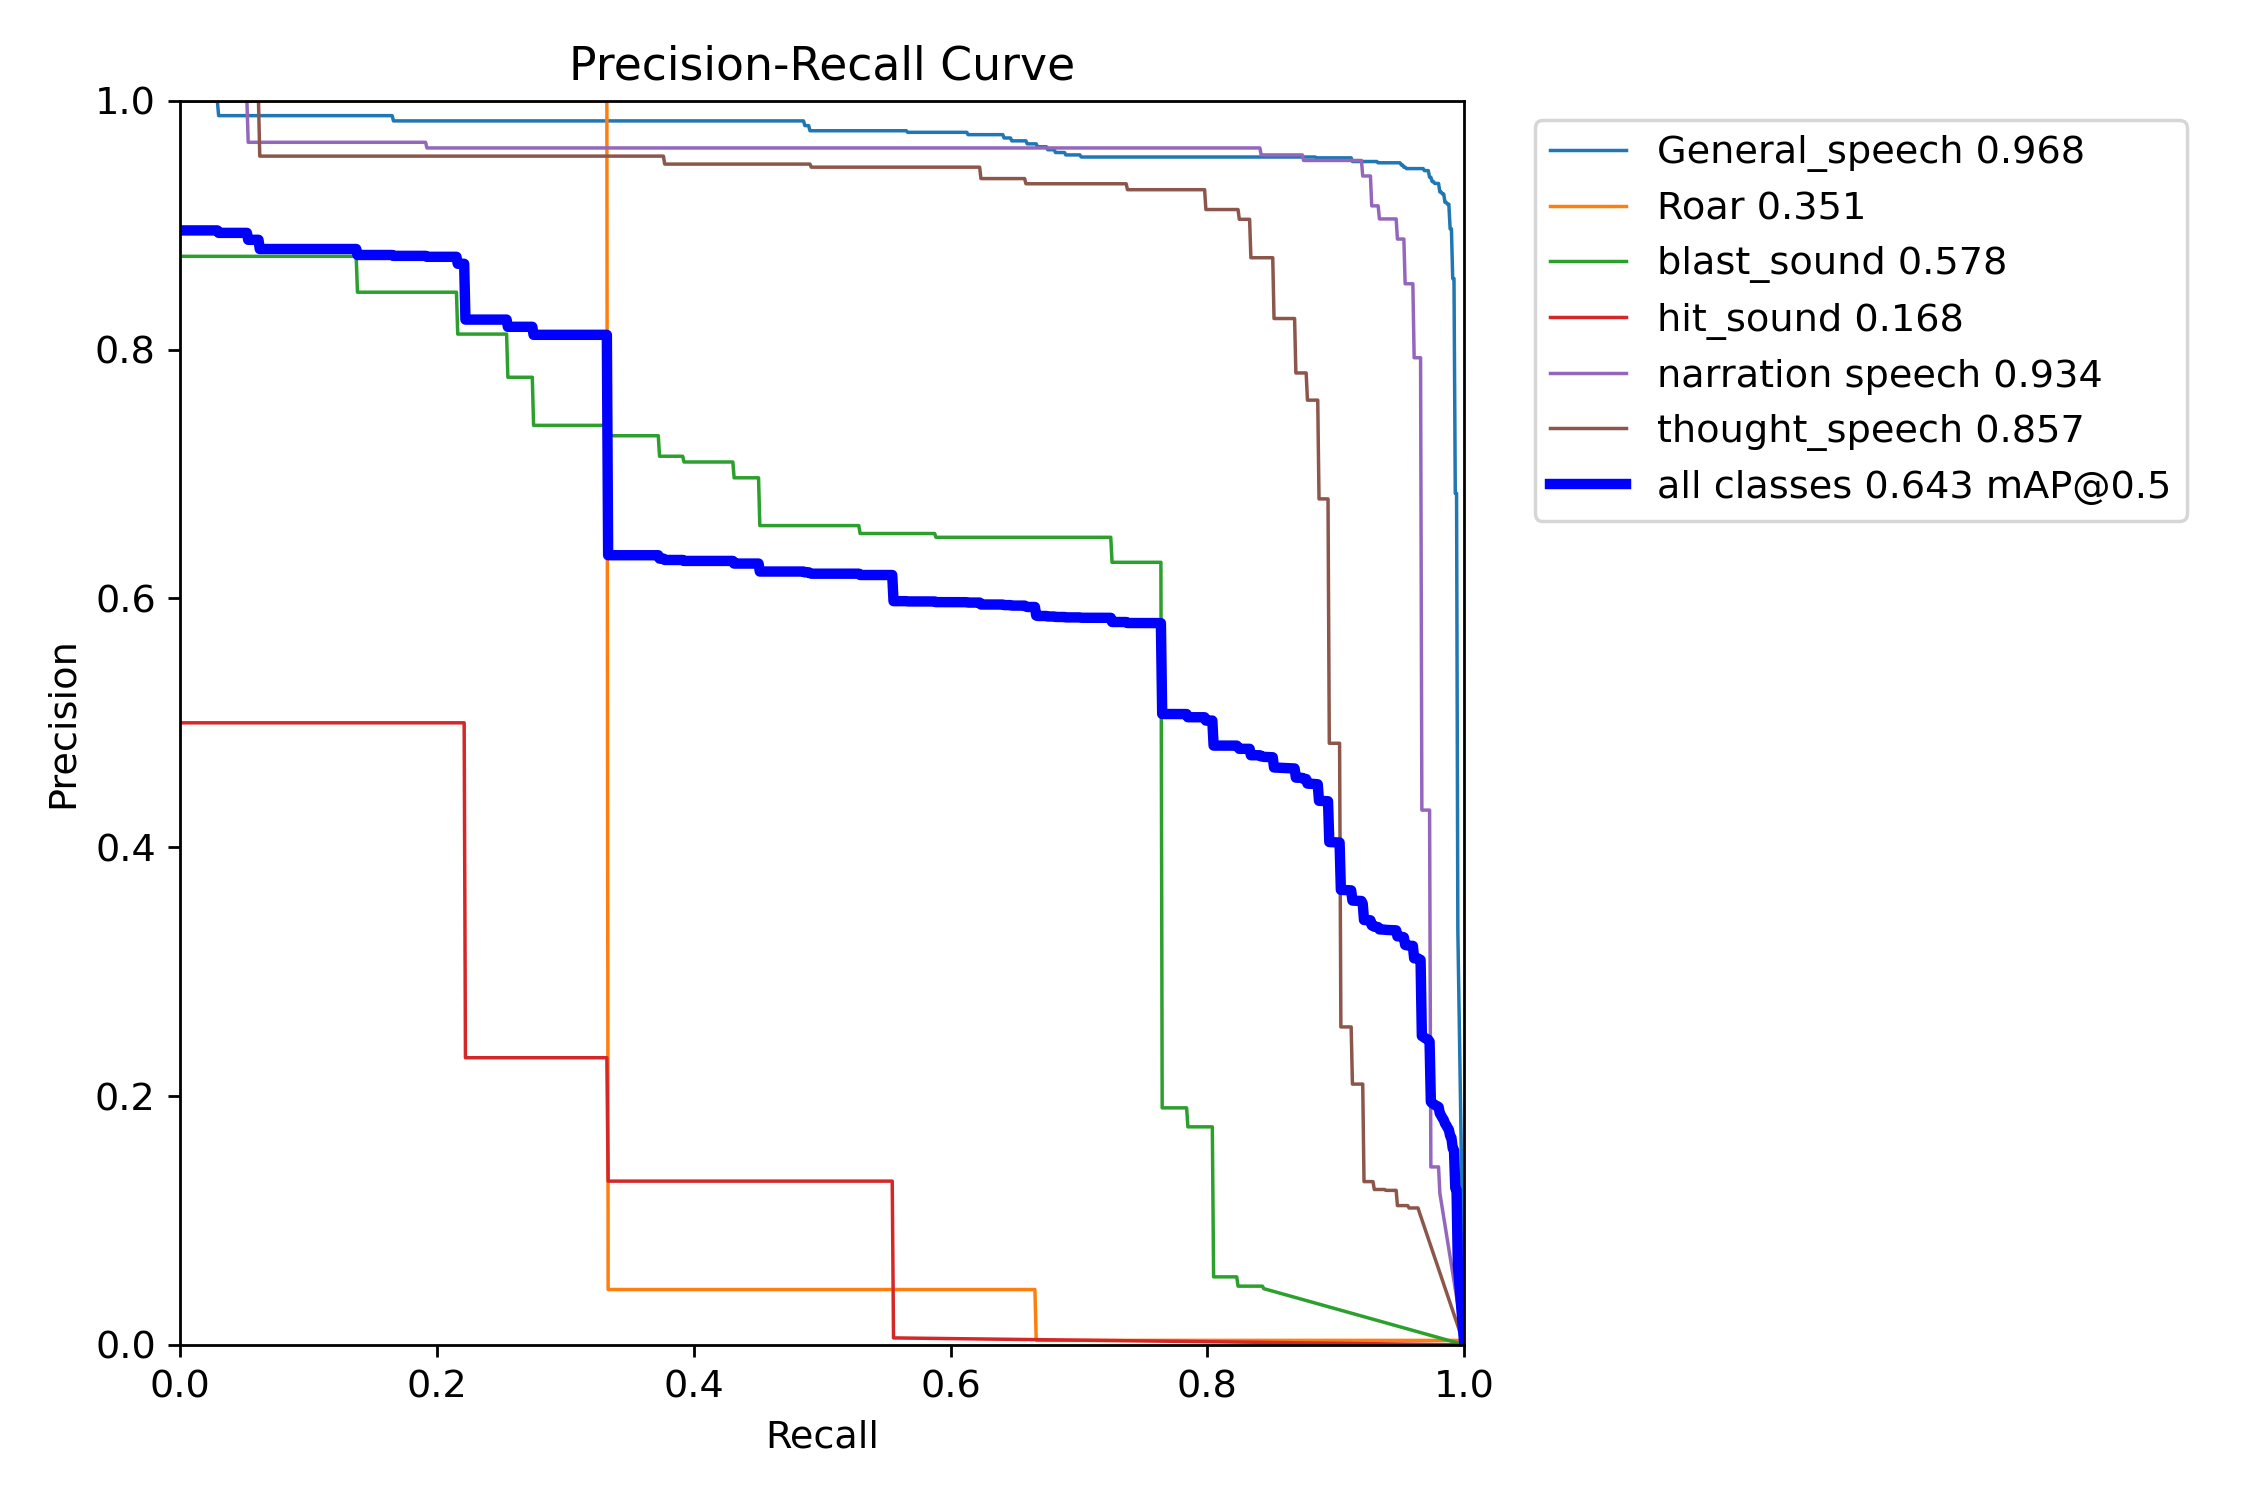 Precision-Recall Curve
1.0
0.8
0.6
0.4
0.2
0.0
Precision
0.0 0.2 0.4 0.6 0.8 1.0
Recall
General_speech 0.968
Roar 0.351
blast_sound 0.578
hit_sound 0.168
narration speech 0.934
thought_speech 0.857
all classes 0.643 mAP@0.5